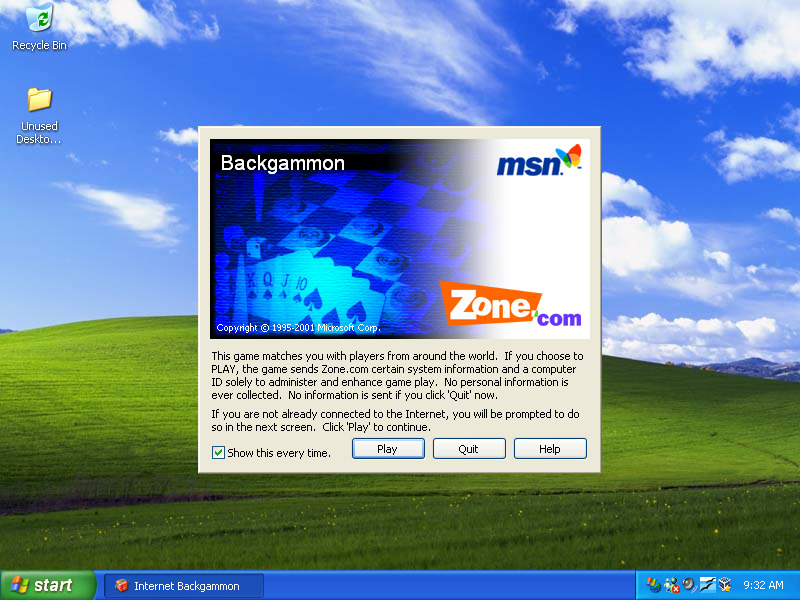 Recycle Bin
Unused
Deskto...
Backgammon
msn
Zone.com
Copyright © 1995-2001 Microsoft Corp.
This game matches you with players from around the world. If you choose to
PLAY, the game sends Zone.com certain system information and a computer
ID solely to administer and enhance game play. No personal information is
ever collected. No information is sent if you click 'Quit' now.
If you are not already connected to the Internet, you will be prompted to do
so in the next screen. Click 'Play' to continue.
Show this every time.
Play
Quit
Help
start
Internet Backgammon
9:32 AM